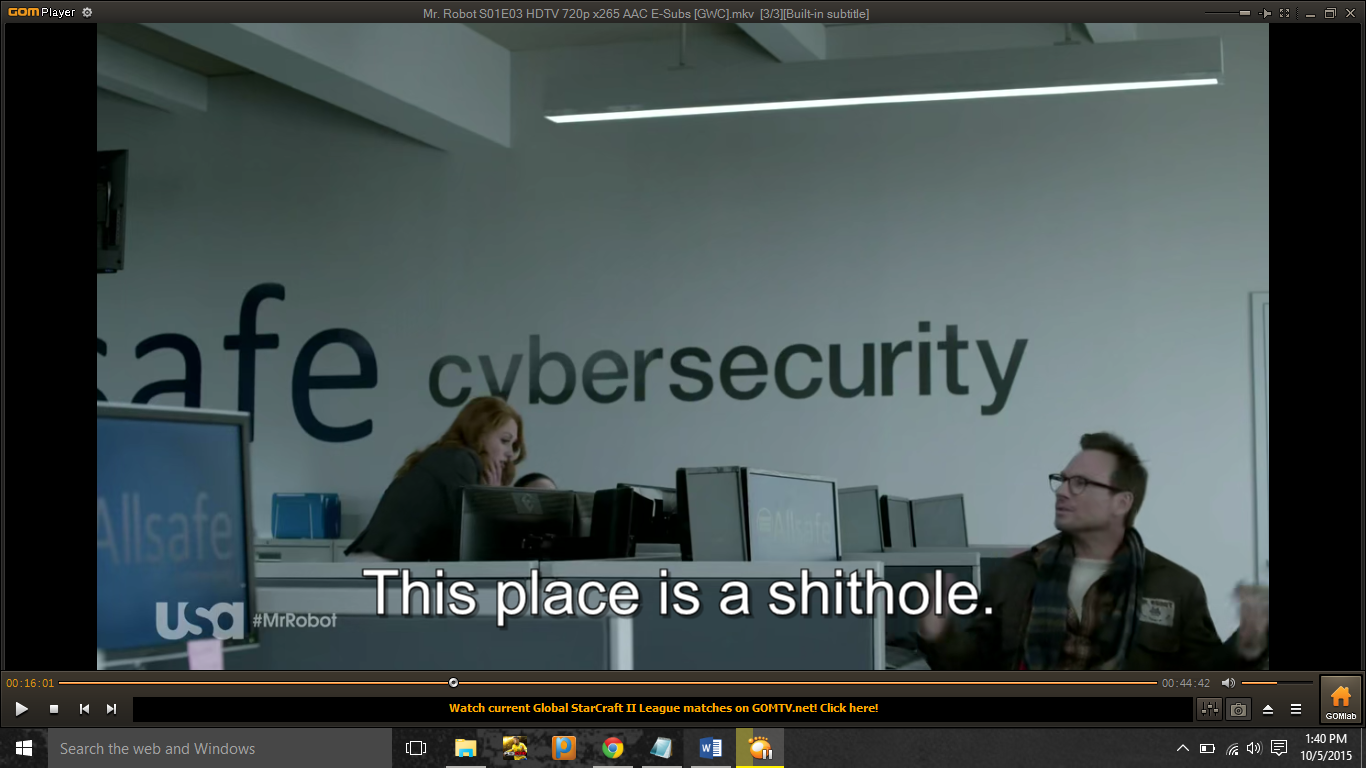 GOMPlayer
Mr. Robot S01E03 HDTV 720p x265 AAC E-Subs [GWC].mkv [3/3][Built-in subtitle]
safe cybersecurity
Allsafe
Allsafe
This place is a shithole.
usa #MrRobot
00:16:01
00:44:42
Watch current Global StarCraft II League matches on GOMTV.net! Click here!
GOMlab
Search the web and Windows
1:40 PM
10/5/2015